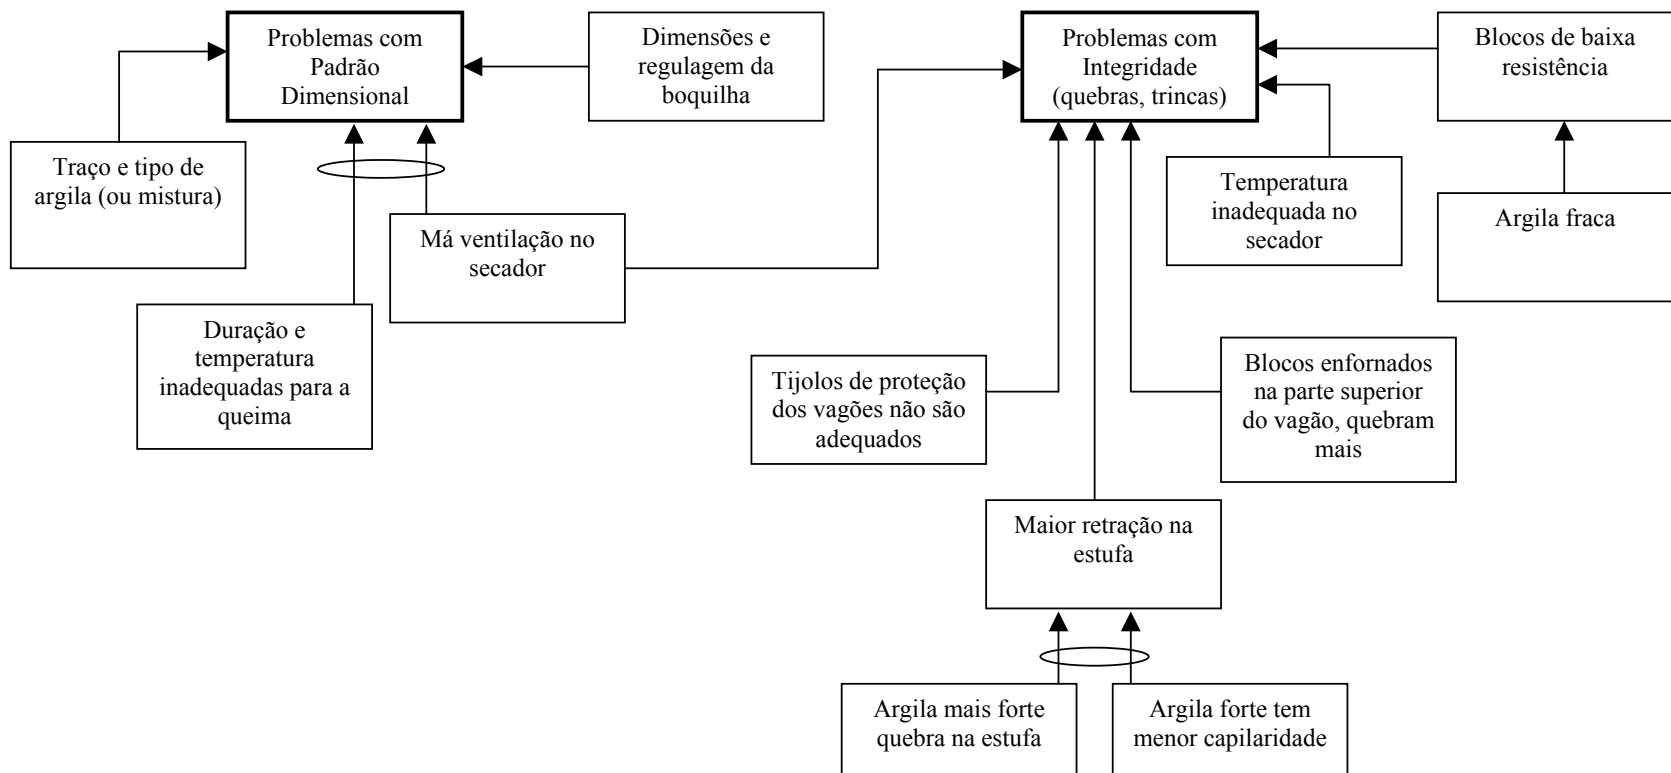 Problemas com
Padrão
Dimensional
Dimensões e
regulagem da
boquilha
Problemas com
Integridade
(quebras, trincas)
Blocos de baixa
resistência
Traço e tipo de
argila (ou mistura)
Má ventilação no
secador
Temperatura
inadequada no
secador
Argila fraca
Duração e
temperatura
inadequadas para a
queima
Tijolos de proteção
dos vagões não são
adequados
Blocos enfornados
na parte superior
do vagão, quebram
mais
Maior retração na
estufa
Argila mais forte
quebra na estufa
Argila forte tem
menor capilaridade